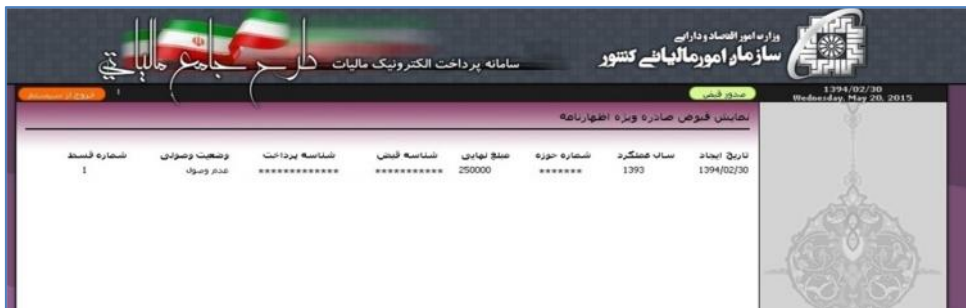 وزارت امور اقتصاد و دارایی
سازمان امور مالیاتی کشور
سامانه پرداخت الکترونیک مالیات
طرح جامع مالیاتی
1394/02/30
Wednesday, May 20, 2015
صدور قبض
خروج از سیستم
نمایش قبوض صادره ویژه اظهارنامه
تاریخ ایجاد سال عملکرد شماره حوزه مبلغ نهایی شناسه قبض شناسه پرداخت وضعیت وصولی شماره قسط
1394/02/30 1393 ******* 250000 *********** ************* عدم وصول 1